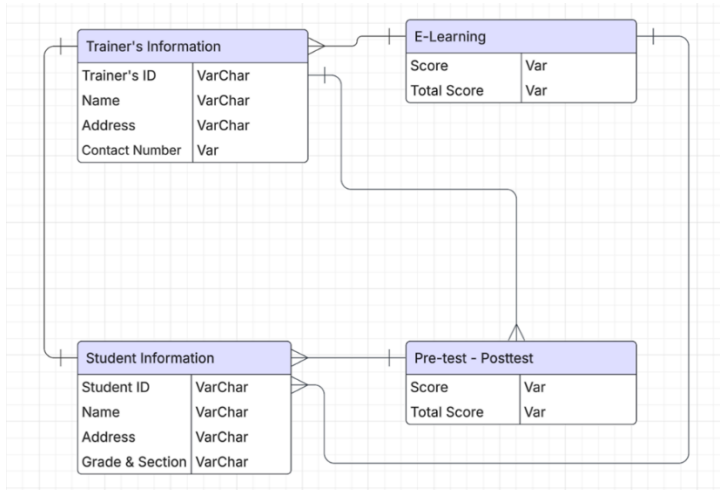 Trainer's Information
Trainer's ID VarChar
Name VarChar
Address VarChar
Contact Number Var
E-Learning
Score Var
Total Score Var
Student Information
Student ID VarChar
Name VarChar
Address VarChar
Grade & Section VarChar
Pre-test - Posttest
Score Var
Total Score Var